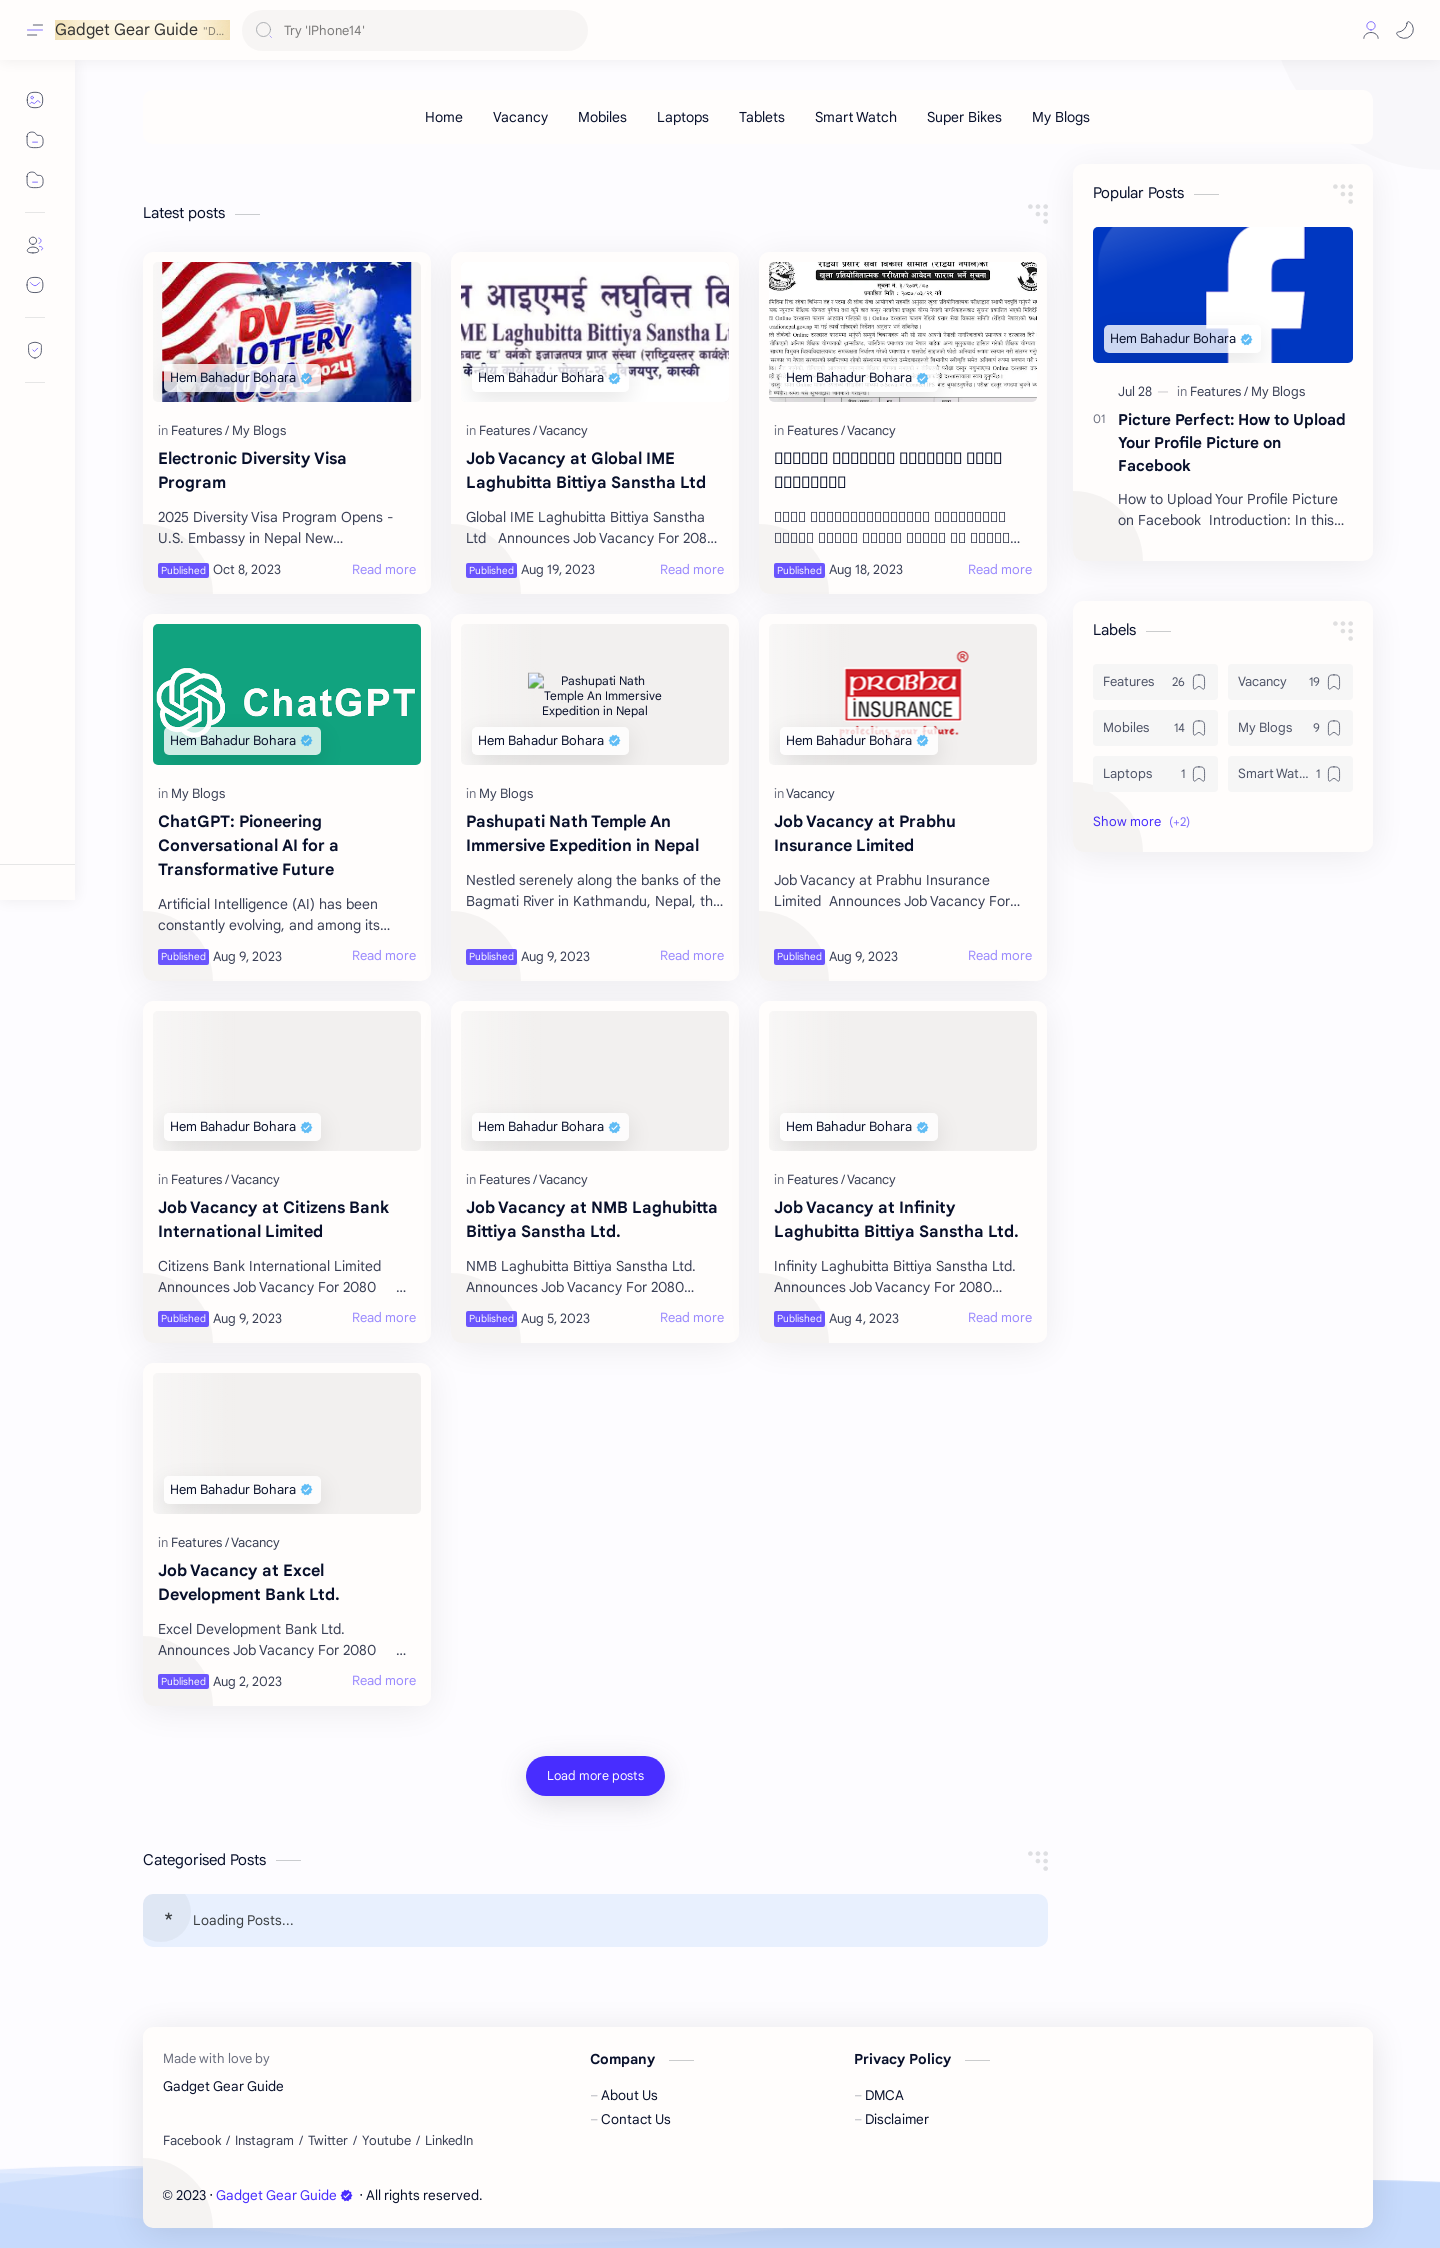 Gadget Gear Guide "D...
Try 'IPhone14'
Home Vacancy Mobiles Laptops Tablets Smart Watch Super Bikes My Blogs
Latest posts
DV
LOTTERY
USA 2024
Hem Bahadur Bohara
in Features / My Blogs
Electronic Diversity Visa
Program
2025 Diversity Visa Program Opens -
U.S. Embassy in Nepal New...
Published Oct 8, 2023 Read more
आइएमई लघुवित्त वि
IME Laghubitta Bittiya Sanstha Lt
Hem Bahadur Bohara
in Features / Vacancy
Job Vacancy at Global IME
Laghubitta Bittiya Sanstha Ltd
Global IME Laghubitta Bittiya Sanstha
Ltd Announces Job Vacancy For 208...
Published Aug 19, 2023 Read more
खुला प्रतियोगितात्मक परीक्षाको आवेदन फाराम भर्ने सूचना
Hem Bahadur Bohara
in Features / Vacancy
Published Aug 18, 2023 Read more
ChatGPT
Hem Bahadur Bohara
in My Blogs
ChatGPT: Pioneering
Conversational AI for a
Transformative Future
Artificial Intelligence (AI) has been
constantly evolving, and among its...
Published Aug 9, 2023 Read more
Pashupati Nath
Temple An Immersive
Expedition in Nepal
Hem Bahadur Bohara
in My Blogs
Pashupati Nath Temple An
Immersive Expedition in Nepal
Nestled serenely along the banks of the
Bagmati River in Kathmandu, Nepal, th...
Published Aug 9, 2023 Read more
®
PRABHU
INSURANCE
Hem Bahadur Bohara
in Vacancy
Job Vacancy at Prabhu
Insurance Limited
Job Vacancy at Prabhu Insurance
Limited Announces Job Vacancy For...
Published Aug 9, 2023 Read more
Hem Bahadur Bohara
in Features / Vacancy
Job Vacancy at Citizens Bank
International Limited
Citizens Bank International Limited
Announces Job Vacancy For 2080 ...
Published Aug 9, 2023 Read more
Hem Bahadur Bohara
in Features / Vacancy
Job Vacancy at NMB Laghubitta
Bittiya Sanstha Ltd.
NMB Laghubitta Bittiya Sanstha Ltd.
Announces Job Vacancy For 2080...
Published Aug 5, 2023 Read more
Hem Bahadur Bohara
in Features / Vacancy
Job Vacancy at Infinity
Laghubitta Bittiya Sanstha Ltd.
Infinity Laghubitta Bittiya Sanstha Ltd.
Announces Job Vacancy For 2080...
Published Aug 4, 2023 Read more
Hem Bahadur Bohara
in Features / Vacancy
Job Vacancy at Excel
Development Bank Ltd.
Excel Development Bank Ltd.
Announces Job Vacancy For 2080 ...
Published Aug 2, 2023 Read more
Load more posts
Categorised Posts
* Loading Posts...
Popular Posts
Hem Bahadur Bohara
Jul 28 in Features / My Blogs
01 Picture Perfect: How to Upload
Your Profile Picture on
Facebook
How to Upload Your Profile Picture
on Facebook Introduction: In this...
Labels
Features 26 Vacancy 19
Mobiles 14 My Blogs 9
Laptops 1 Smart Wat... 1
Show more (+2)
Made with love by
Gadget Gear Guide
Facebook / Instagram / Twitter / Youtube / LinkedIn
Company
– About Us
– Contact Us
Privacy Policy
– DMCA
– Disclaimer
© 2023 · Gadget Gear Guide · All rights reserved.